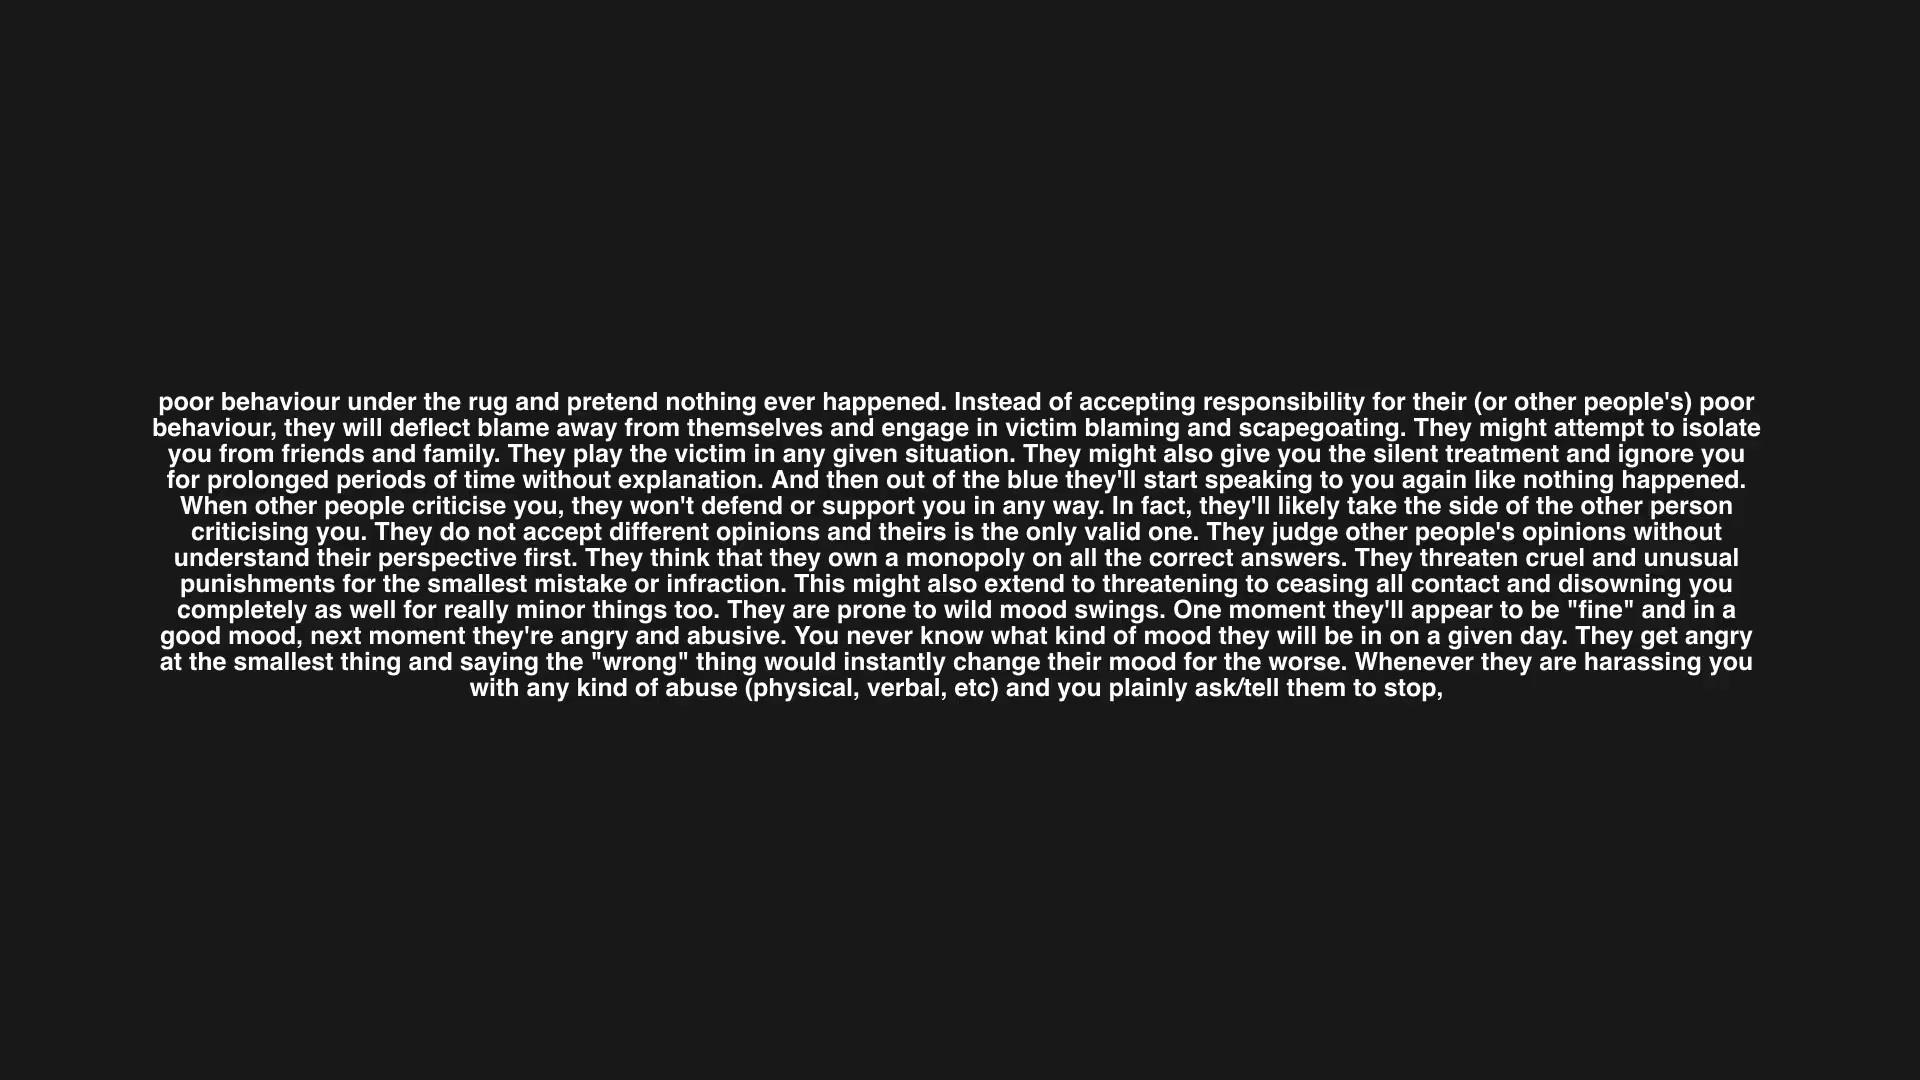 poor behaviour under the rug and pretend nothing ever happened. Instead of accepting responsibility for their (or other people's) poor
behaviour, they will deflect blame away from themselves and engage in victim blaming and scapegoating. They might attempt to isolate
you from friends and family. They play the victim in any given situation. They might also give you the silent treatment and ignore you
for prolonged periods of time without explanation. And then out of the blue they'll start speaking to you again like nothing happened.
When other people criticise you, they won't defend or support you in any way. In fact, they'll likely take the side of the other person
criticising you. They do not accept different opinions and theirs is the only valid one. They judge other people's opinions without
understand their perspective first. They think that they own a monopoly on all the correct answers. They threaten cruel and unusual
punishments for the smallest mistake or infraction. This might also extend to threatening to ceasing all contact and disowning you
completely as well for really minor things too. They are prone to wild mood swings. One moment they'll appear to be "fine" and in a
good mood, next moment they're angry and abusive. You never know what kind of mood they will be in on a given day. They get angry
at the smallest thing and saying the "wrong" thing would instantly change their mood for the worse. Whenever they are harassing you
with any kind of abuse (physical, verbal, etc) and you plainly ask/tell them to stop,